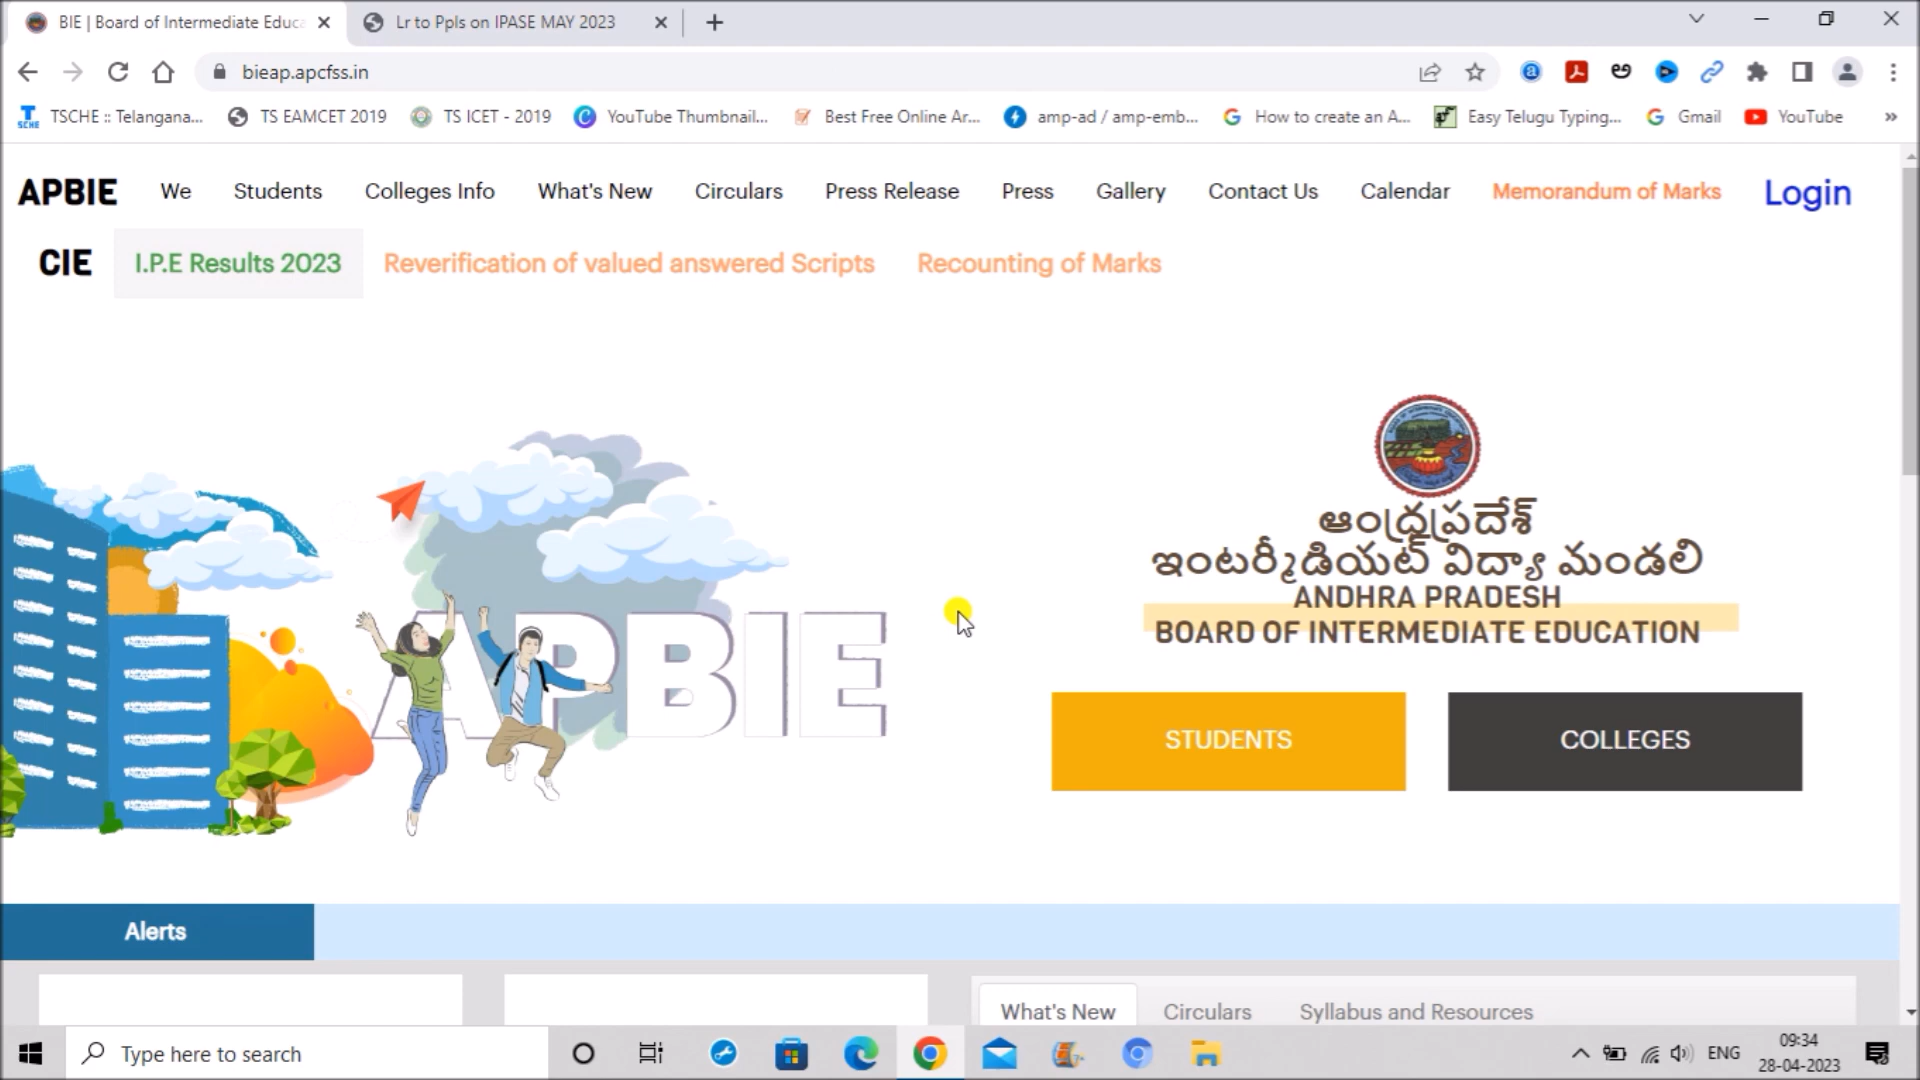 BIE | Board of Intermediate Educa
Lr to Ppls on IPASE MAY 2023
bieap.apcfss.in
TSCHE :: Telangana...
TS EAMCET 2019
TS ICET - 2019
YouTube Thumbnail...
Best Free Online Ar...
amp-ad / amp-emb...
How to create an A...
Easy Telugu Typing...
Gmail
YouTube
APBIE We Students Colleges Info What's New Circulars Press Release Press Gallery Contact Us Calendar Memorandum of Marks Login
CIE I.P.E Results 2023 Reverification of valued answered Scripts Recounting of Marks
ఆంధ్రప్రదేశ్
ఇంటర్మీడియట్ విద్యా మండలి
ANDHRA PRADESH
BOARD OF INTERMEDIATE EDUCATION
APBIE
STUDENTS COLLEGES
Alerts
What's New Circulars Syllabus and Resources
Type here to search
ENG
09:34
28-04-2023